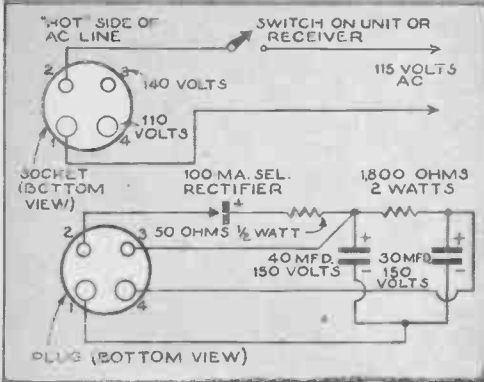 "HOT" SIDE OF
AC LINE
SWITCH ON UNIT OR
RECEIVER
2
3
140 VOLTS
115 VOLTS
AC
110
VOLTS
1
4
SOCKET
(BOTTOM
VIEW)
100 MA. SEL.
RECTIFIER
1,800 OHMS
2 WATTS
+
2
3
50 OHMS ½ WATT
+
+
40 MFD.
150 VOLTS
-
30 MFD.
150
VOLTS
-
1
4
PLUG (BOTTOM VIEW)